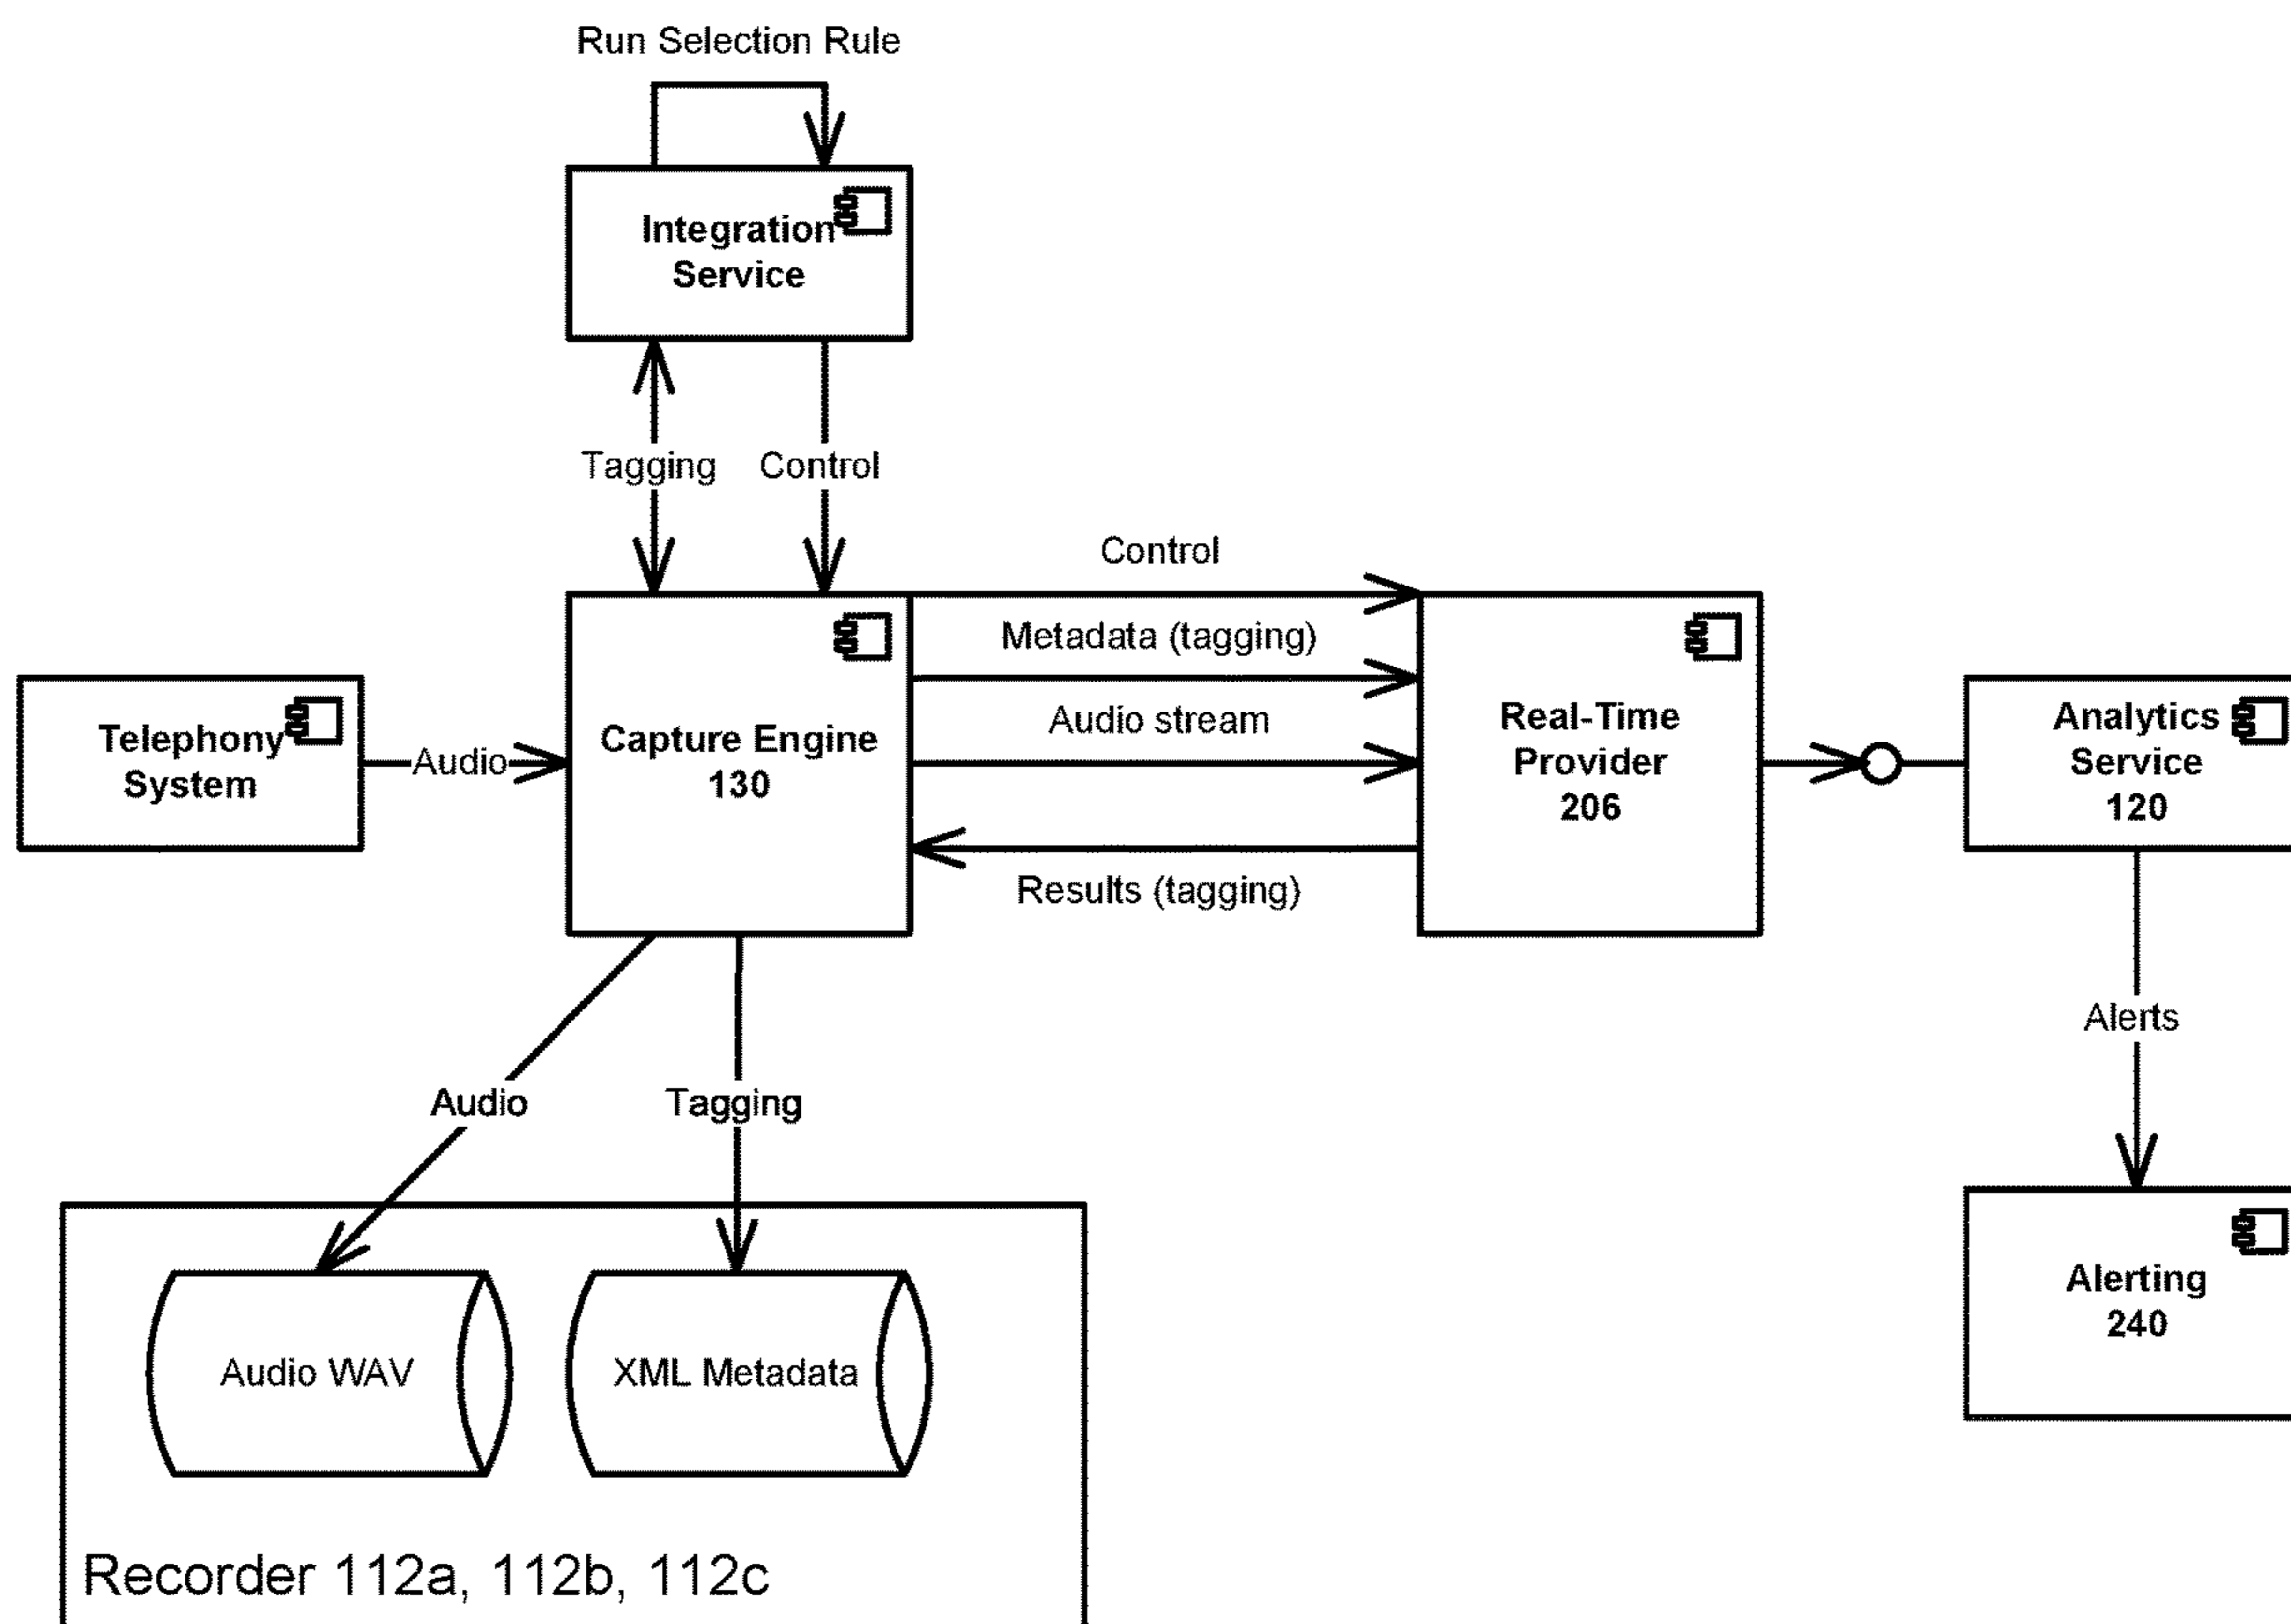 Run Selection Rule
Integration
Service
Tagging
Control
Control
Metadata (tagging)
Audio stream
Results (tagging)
Telephony
System
Audio
Capture Engine
130
Real-Time
Provider
206
Analytics
Service
120
Alerts
Audio
Tagging
Alerting
240
Audio WAV
XML Metadata
Recorder 112a, 112b, 112c